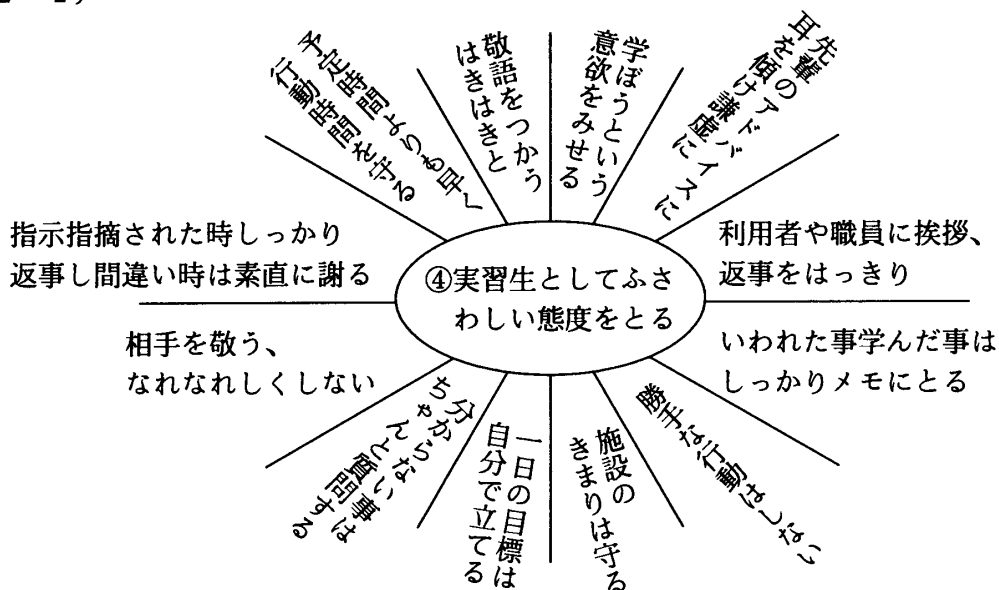 ④実習生としてふさ
わしい態度をとる
学ぼうという
意欲をみせる
先輩のアドバイスに
耳を傾け謙虚に
利用者や職員に挨拶、
返事をはっきり
いわれた事学んだ事は
しっかりメモにとる
勝手な行動はしない
施設の
きまりは守る
一日の目標は
自分で立てる
分からない事は
ちゃんと質問する
相手を敬う、
なれなれしくしない
指示指摘された時しっかり
返事し間違い時は素直に謝る
予定時間よりも早く
行動時間を守る
敬語をつかう
はきはきと